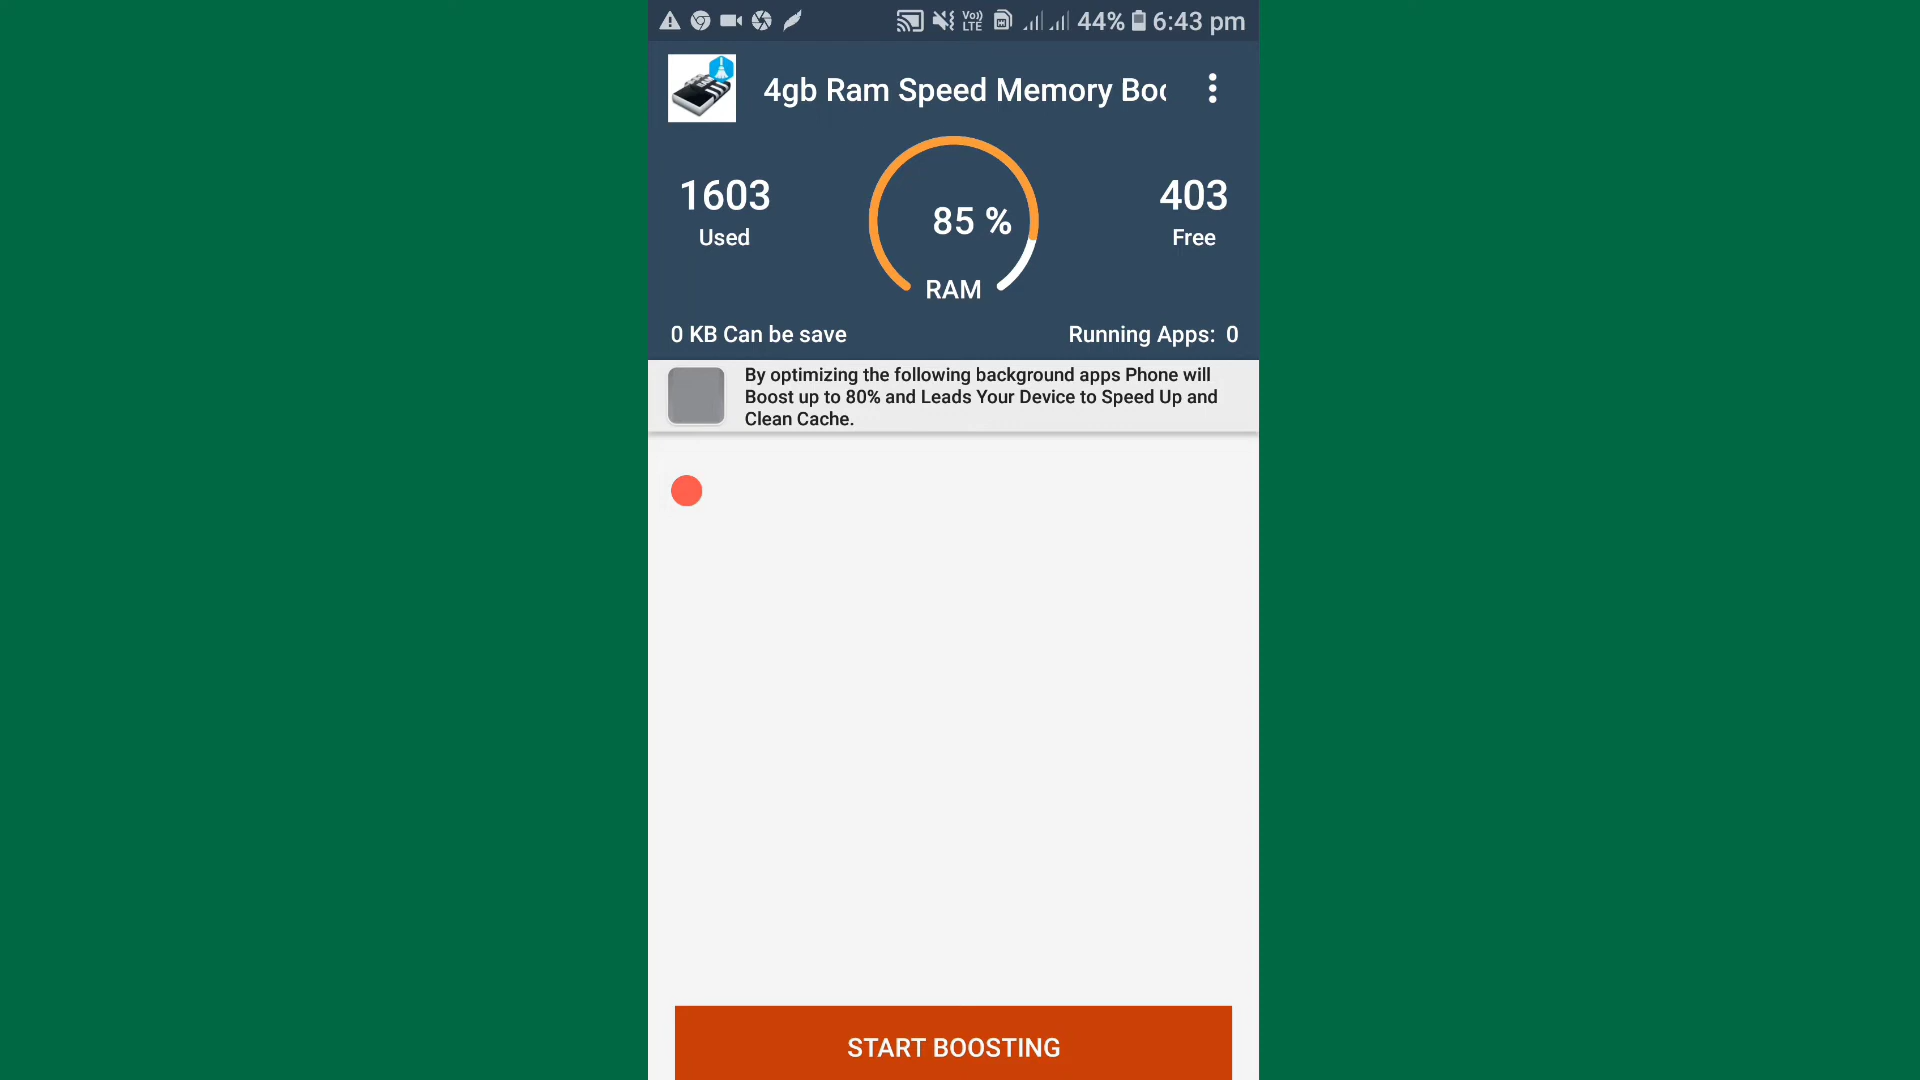 Vo)) LTE 44% 6:43 pm
4gb Ram Speed Memory Boo
1603
Used
85 %
RAM
403
Free
0 KB Can be save
Running Apps: 0
By optimizing the following background apps Phone will
Boost up to 80% and Leads Your Device to Speed Up and
Clean Cache.
START BOOSTING